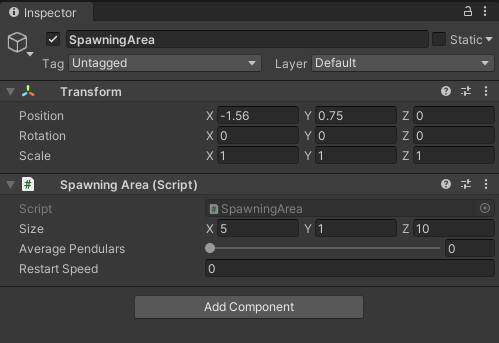 Inspector
SpawningArea Static
Tag Untagged Layer Default
Transform
Position X -1.56 Y 0.75 Z 0
Rotation X 0 Y 0 Z 0
Scale X 1 Y 1 Z 1
# Spawning Area (Script)
Script # SpawningArea
Size X 5 Y 1 Z 10
Average Pendulars 0
Restart Speed 0
Add Component